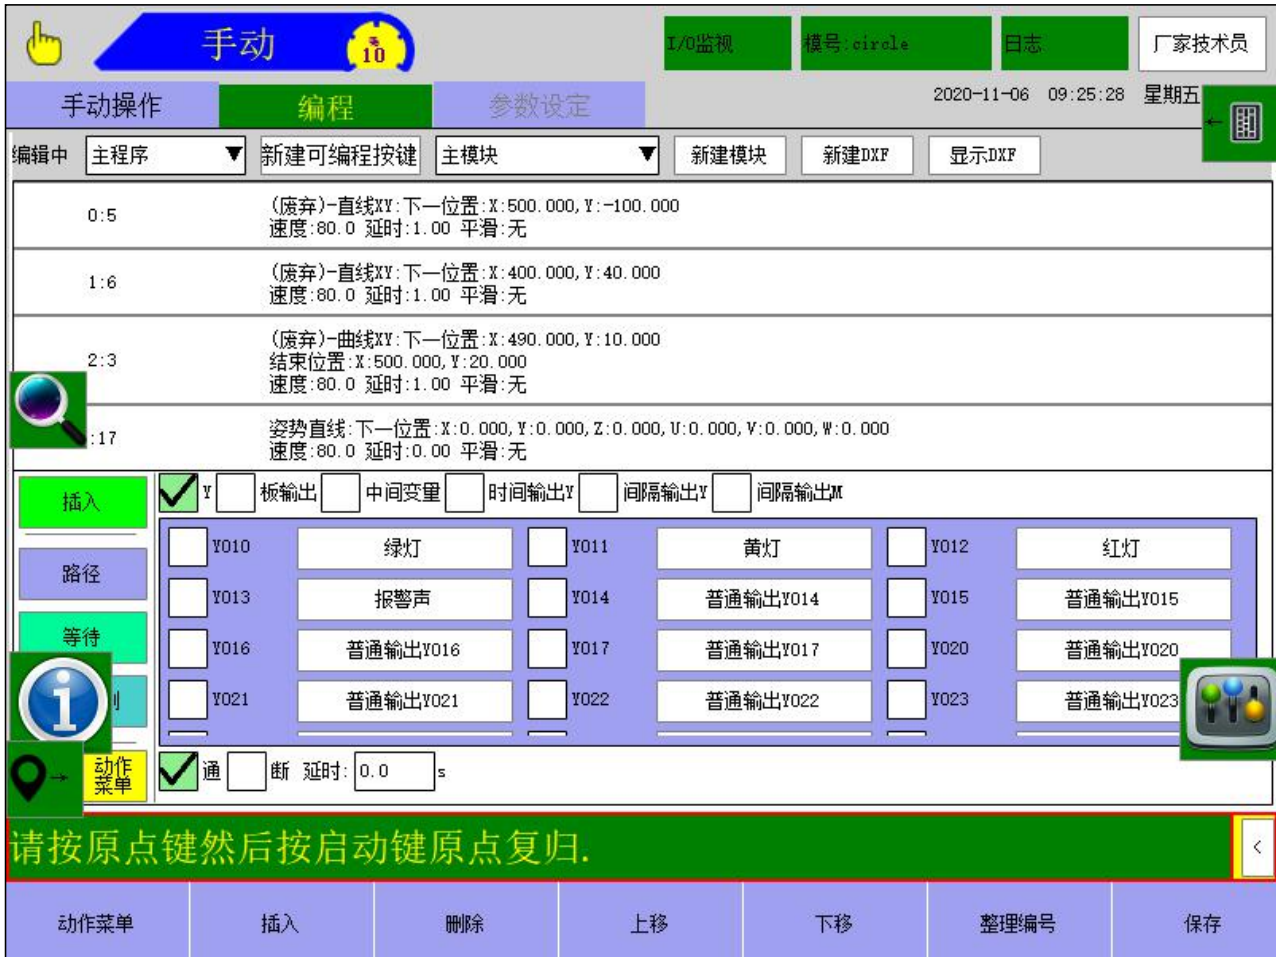 手动
%
10
I/O监视
模号:circle
日志
厂家技术员
手动操作
编程
参数设定
2020-11-06 09:25:28 星期五
编辑中
主程序
新建可编程按键
主模块
新建模块
新建DXF
显示DXF
0:5
(废弃)-直线XY:下一位置:X:500.000,Y:-100.000
速度:80.0 延时:1.00 平滑:无
1:6
(废弃)-直线XY:下一位置:X:400.000,Y:40.000
速度:80.0 延时:1.00 平滑:无
2:3
(废弃)-曲线XY:下一位置:X:490.000,Y:10.000
结束位置:X:500.000,Y:20.000
速度:80.0 延时:1.00 平滑:无
:17
姿势直线:下一位置:X:0.000,Y:0.000,Z:0.000,U:0.000,V:0.000,W:0.000
速度:80.0 延时:0.00 平滑:无
插入
路径
等待
动作
菜单
Y
板输出
中间变量
时间输出Y
间隔输出Y
间隔输出M
Y010
绿灯
Y011
黄灯
Y012
红灯
Y013
报警声
Y014
普通输出Y014
Y015
普通输出Y015
Y016
普通输出Y016
Y017
普通输出Y017
Y020
普通输出Y020
Y021
普通输出Y021
Y022
普通输出Y022
Y023
普通输出Y023
通
断
延时:
0.0
s
请按原点键然后按启动键原点复归.
<
动作菜单
插入
删除
上移
下移
整理编号
保存